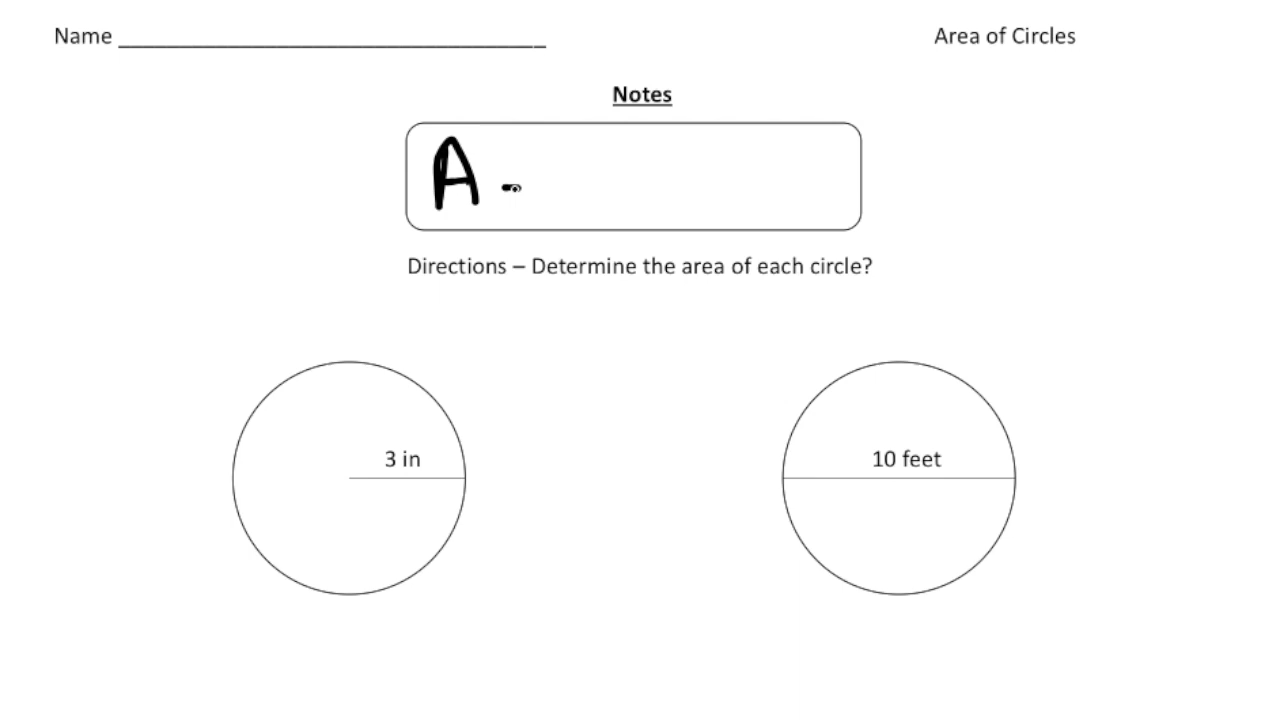 Name ___________________________________ Area of Circles
Notes
A -
Directions – Determine the area of each circle?
3 in
10 feet